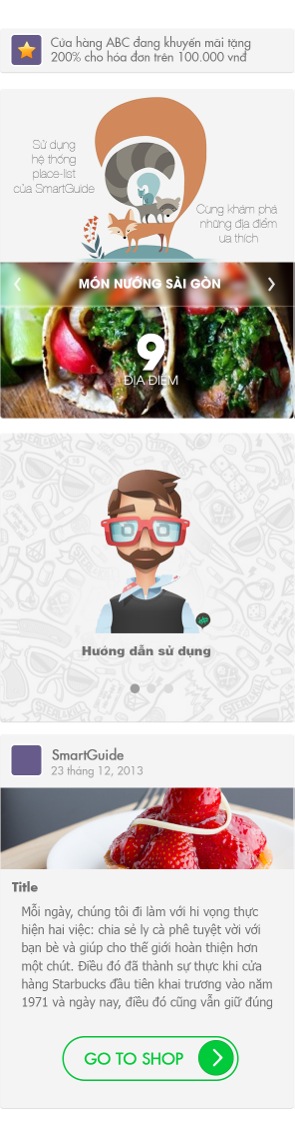 Cửa hàng ABC đang khuyến mãi tặng
200% cho hóa đơn trên 100.000 vnđ
Sử dụng
hệ thống
place-list
của SmartGuide
Cùng khám phá
những địa điểm
ưa thích
MÓN NƯỚNG SÀI GÒN
9
ĐỊA ĐIỂM
Hướng dẫn sử dụng
SmartGuide
23 tháng 12, 2013
Title
Mỗi ngày, chúng tôi đi làm với hi vọng thực
hiện hai việc: chia sẻ ly cà phê tuyệt vời với
bạn bè và giúp cho thế giới hoàn thiện hơn
một chút. Điều đó đã thành sự thực khi cửa
hàng Starbucks đầu tiên khai trương vào năm
1971 và ngày nay, điều đó cũng vẫn giữ đúng
GO TO SHOP